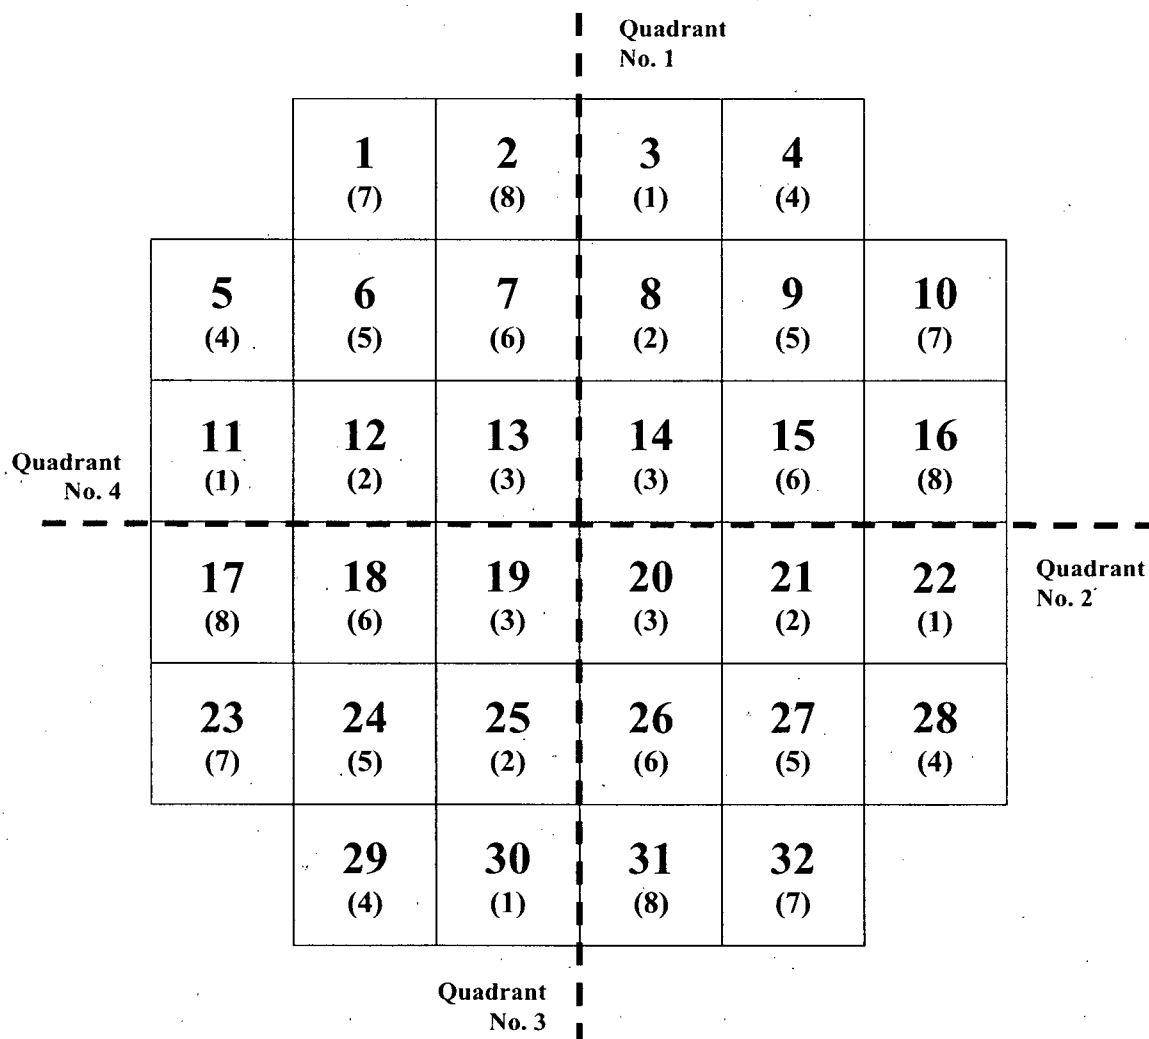 Quadrant
No. 1
1 2 3 4
(7) (8) (1) (4)
5 6 7 8 9 10
(4) (5) (6) (2) (5) (7)
11 12 13 14 15 16
(1) (2) (3) (3) (6) (8)
Quadrant
No. 4
17 18 19 20 21 22
(8) (6) (3) (3) (2) (1)
Quadrant
No. 2
23 24 25 26 27 28
(7) (5) (2) (6) (5) (4)
29 30 31 32
(4) (1) (8) (7)
Quadrant
No. 3